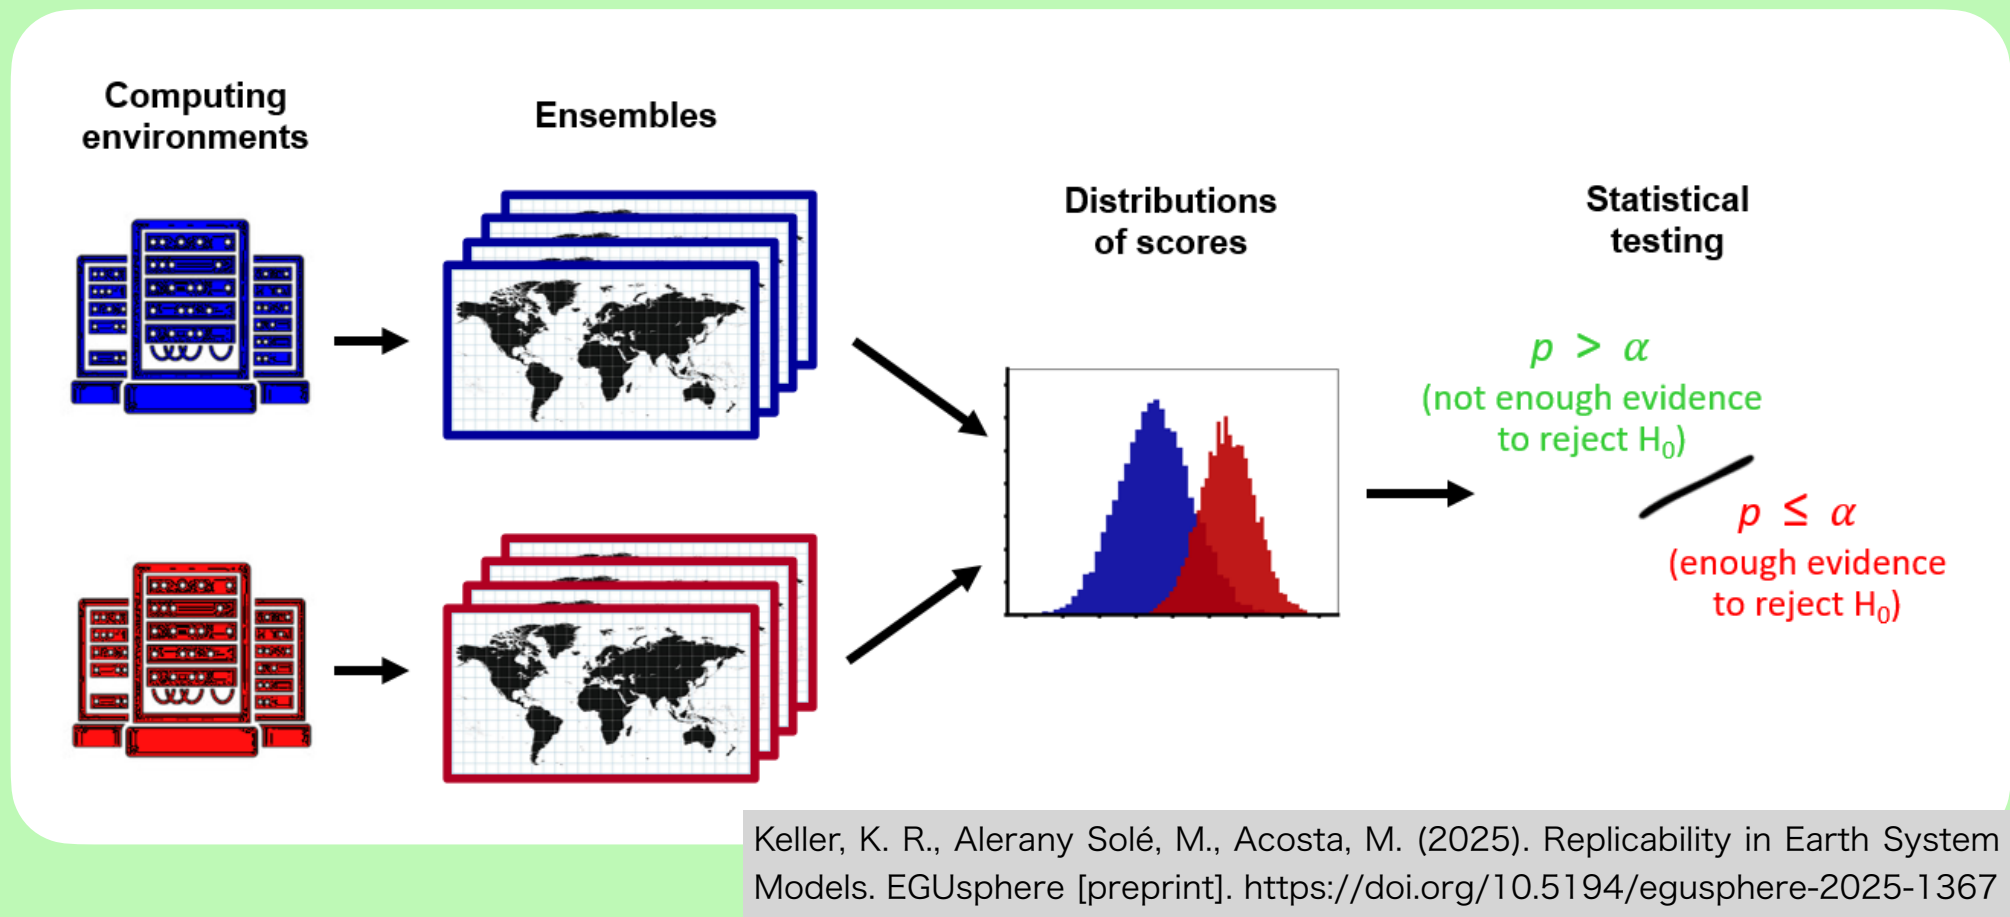 Computing
environments
Ensembles
Distributions
of scores
Statistical
testing
p > α
(not enough evidence
to reject H₀)
p ≤ α
(enough evidence
to reject H₀)
Keller, K. R., Alerany Solé, M., Acosta, M. (2025). Replicability in Earth System
Models. EGUsphere [preprint]. https://doi.org/10.5194/egusphere-2025-1367